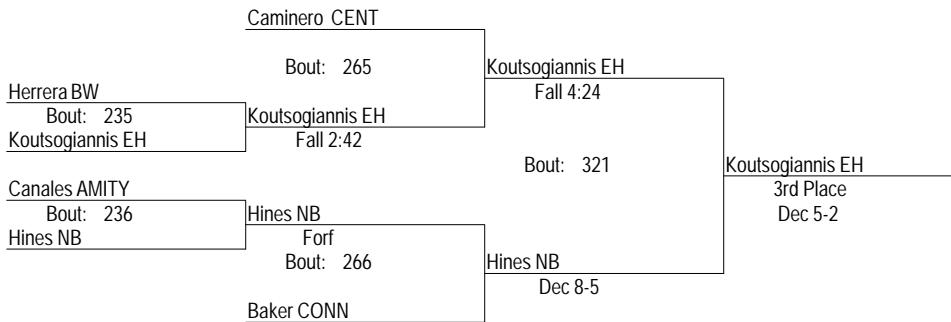 Caminero CENT
Bout: 265
Koutsogiannis EH
Herrera BW
Fall 4:24
Bout: 235
Koutsogiannis EH
Koutsogiannis EH
Fall 2:42
Bout: 321
Koutsogiannis EH
Canales AMITY
3rd Place
Bout: 236
Hines NB
Dec 5-2
Hines NB
Forf
Bout: 266
Hines NB
Dec 8-5
Baker CONN